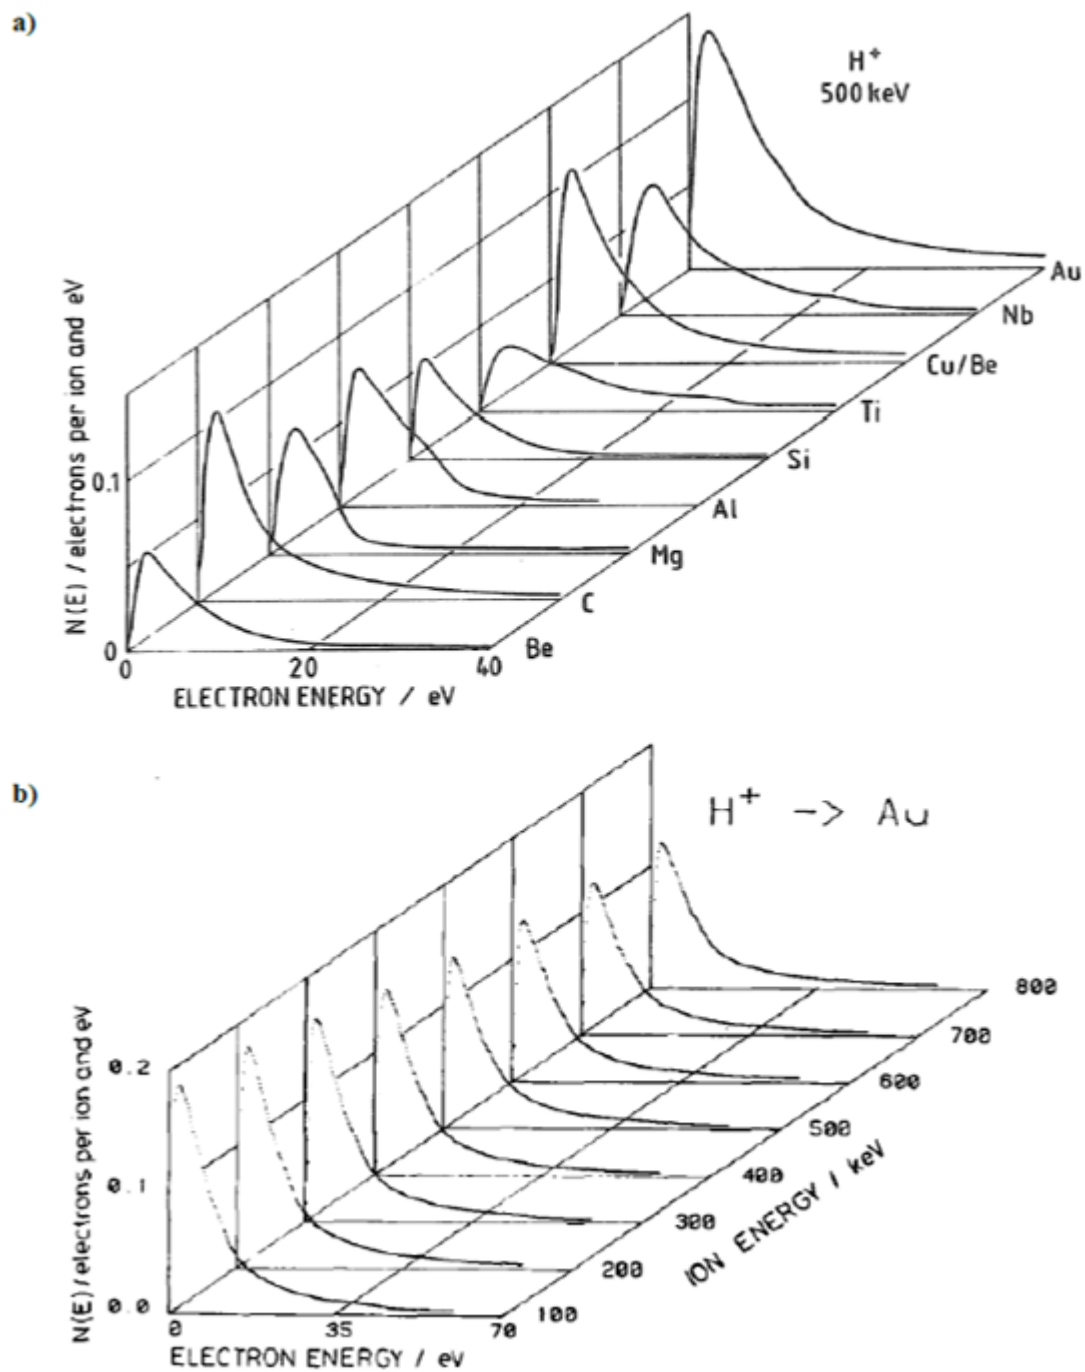 a)
H⁺
500 keV
N(E) / electrons per ion and eV
0.1
0
0
20
40
ELECTRON ENERGY / eV
Au
Nb
Cu/Be
Ti
Si
Al
Mg
C
Be
b)
H⁺ -> Au
N(E) / electrons per ion and eV
0.2
0.1
0.0
0
35
70
ELECTRON ENERGY / eV
800
700
600
500
400
300
200
100
ION ENERGY / keV